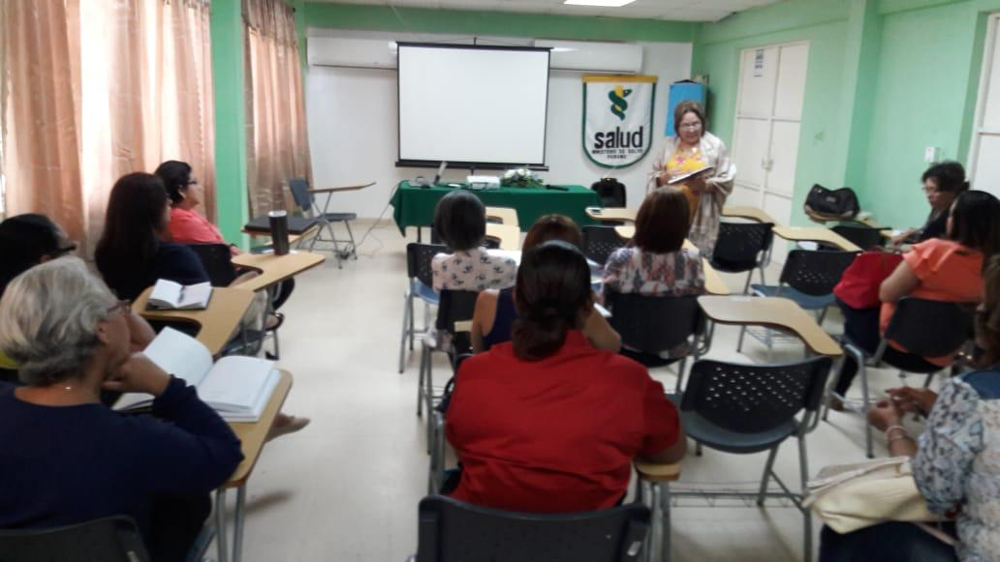 salud
MINISTERIO DE SALUD
PANAMÁ